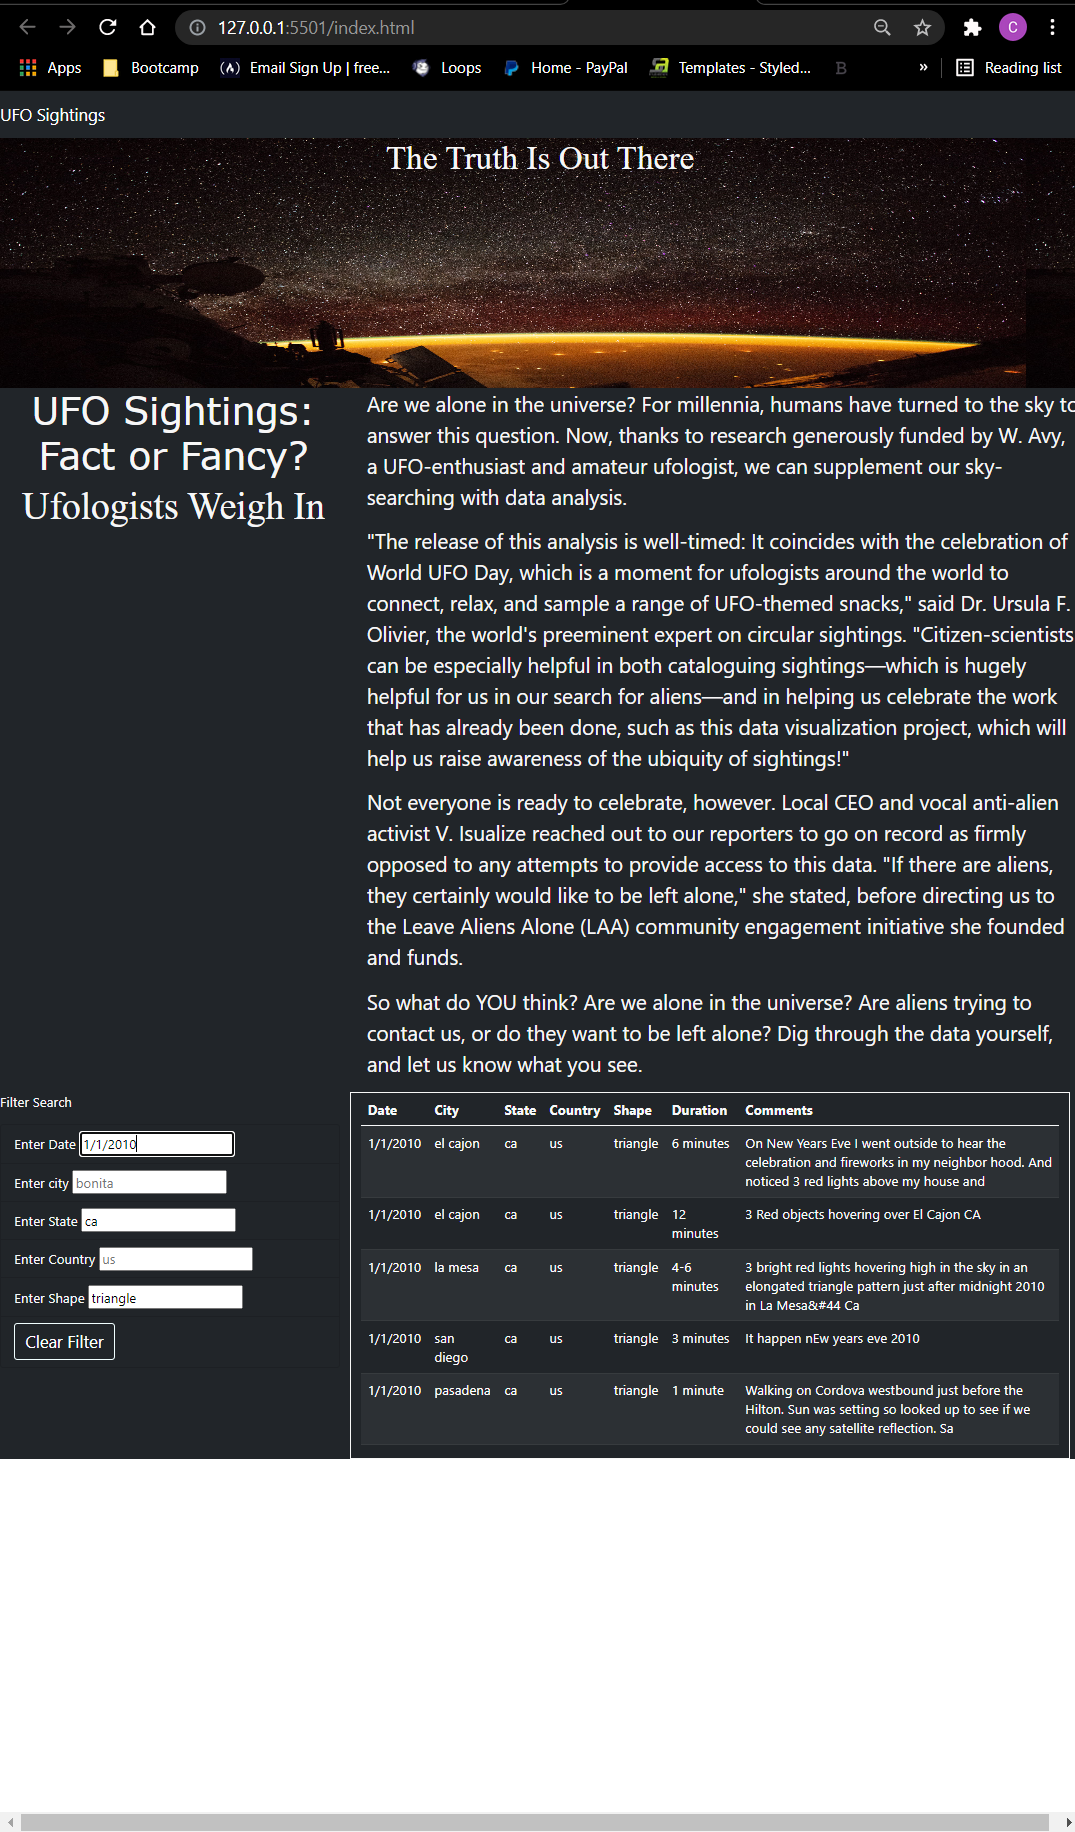 127.0.0.1:5501/index.html
C
Apps Bootcamp Email Sign Up | free... Loops Home - PayPal Templates - Styled... B » Reading list
UFO Sightings
The Truth Is Out There
UFO Sightings:
Fact or Fancy?
Ufologists Weigh In
Are we alone in the universe? For millennia, humans have turned to the sky to
answer this question. Now, thanks to research generously funded by W. Avy,
a UFO-enthusiast and amateur ufologist, we can supplement our sky-
searching with data analysis.
"The release of this analysis is well-timed: It coincides with the celebration of
World UFO Day, which is a moment for ufologists around the world to
connect, relax, and sample a range of UFO-themed snacks," said Dr. Ursula F.
Olivier, the world's preeminent expert on circular sightings. "Citizen-scientists
can be especially helpful in both cataloguing sightings—which is hugely
helpful for us in our search for aliens—and in helping us celebrate the work
that has already been done, such as this data visualization project, which will
help us raise awareness of the ubiquity of sightings!"
Not everyone is ready to celebrate, however. Local CEO and vocal anti-alien
activist V. Isualize reached out to our reporters to go on record as firmly
opposed to any attempts to provide access to this data. "If there are aliens,
they certainly would like to be left alone," she stated, before directing us to
the Leave Aliens Alone (LAA) community engagement initiative she founded
and funds.
So what do YOU think? Are we alone in the universe? Are aliens trying to
contact us, or do they want to be left alone? Dig through the data yourself,
and let us know what you see.
Filter Search
Enter Date 1/1/2010
Enter city bonita
Enter State ca
Enter Country us
Enter Shape triangle
Clear Filter
Date City State Country Shape Duration Comments
1/1/2010 el cajon ca us triangle 6 minutes On New Years Eve I went outside to hear the
celebration and fireworks in my neighbor hood. And
noticed 3 red lights above my house and
1/1/2010 el cajon ca us triangle 12 3 Red objects hovering over El Cajon CA
minutes
1/1/2010 la mesa ca us triangle 4-6 3 bright red lights hovering high in the sky in an
minutes elongated triangle pattern just after midnight 2010
in La Mesa&#44 Ca
1/1/2010 san ca us triangle 3 minutes It happen nEw years eve 2010
diego
1/1/2010 pasadena ca us triangle 1 minute Walking on Cordova westbound just before the
Hilton. Sun was setting so looked up to see if we
could see any satellite reflection. Sa